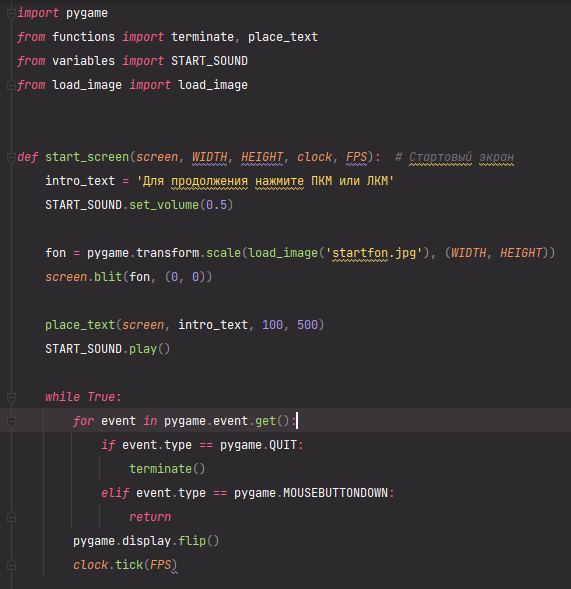 import pygame
from functions import terminate, place_text
from variables import START_SOUND
from load_image import load_image
def start_screen(screen, WIDTH, HEIGHT, clock, FPS):  # Стартовый экран
    intro_text = 'Для продолжения нажмите ПКМ или ЛКМ'
    START_SOUND.set_volume(0.5)
    fon = pygame.transform.scale(load_image('startfon.jpg'), (WIDTH, HEIGHT))
    screen.blit(fon, (0, 0))
    place_text(screen, intro_text, 100, 500)
    START_SOUND.play()
    while True:
        for event in pygame.event.get():
            if event.type == pygame.QUIT:
                terminate()
            elif event.type == pygame.MOUSEBUTTONDOWN:
                return
        pygame.display.flip()
        clock.tick(FPS)